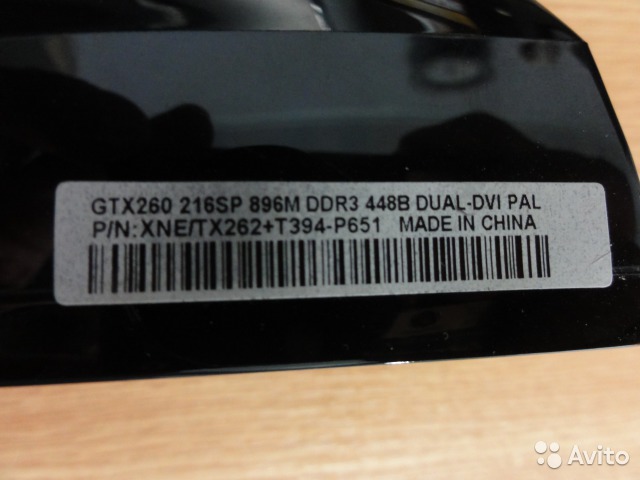 GTX260 216SP 896M DDR3 448B DUAL-DVI PAL
P/N:XNE/TX262+T394-P651 MADE IN CHINA
Avito